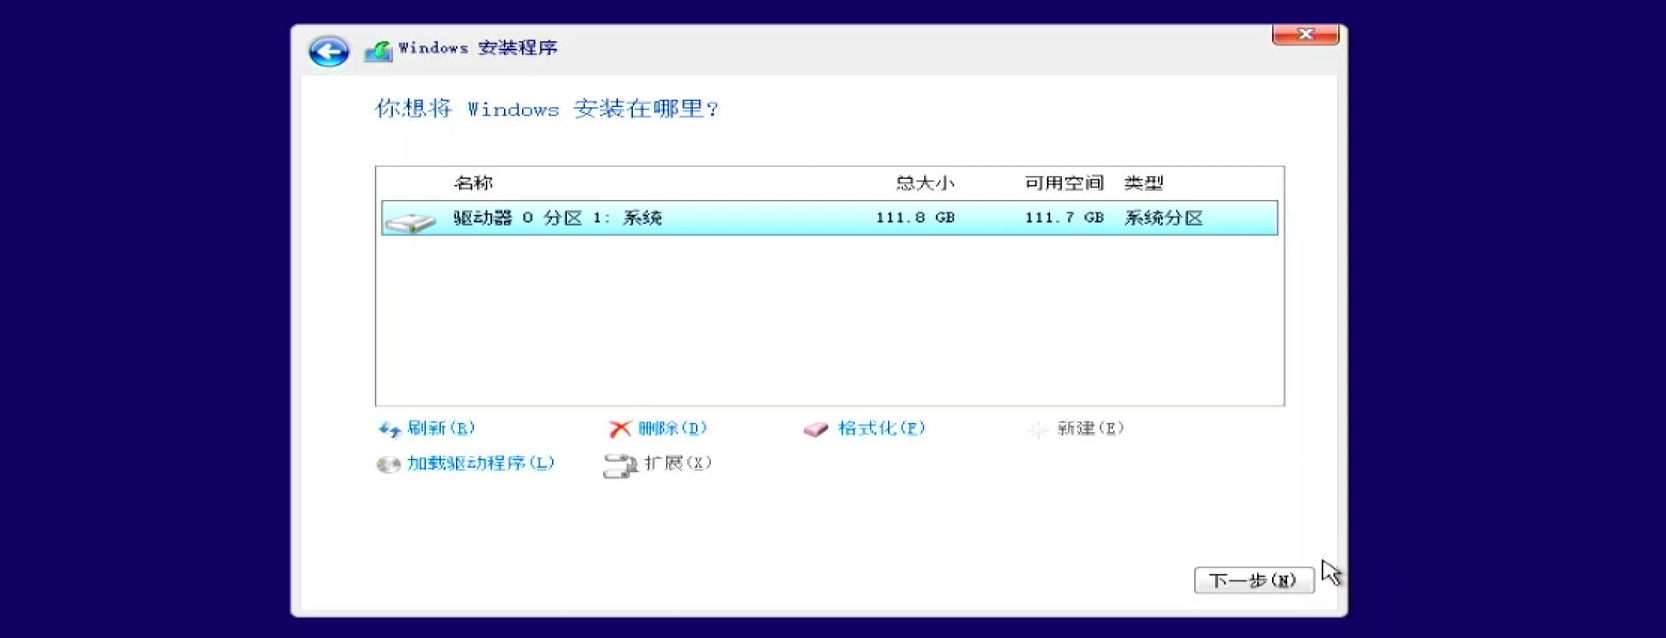 Windows 安装程序
你想将 Windows 安装在哪里?
名称 总大小 可用空间 类型
驱动器 0 分区 1: 系统 111.8 GB 111.7 GB 系统分区
刷新(R) 删除(D) 格式化(F) 新建(E)
加载驱动程序(L) 扩展(X)
下一步(N)